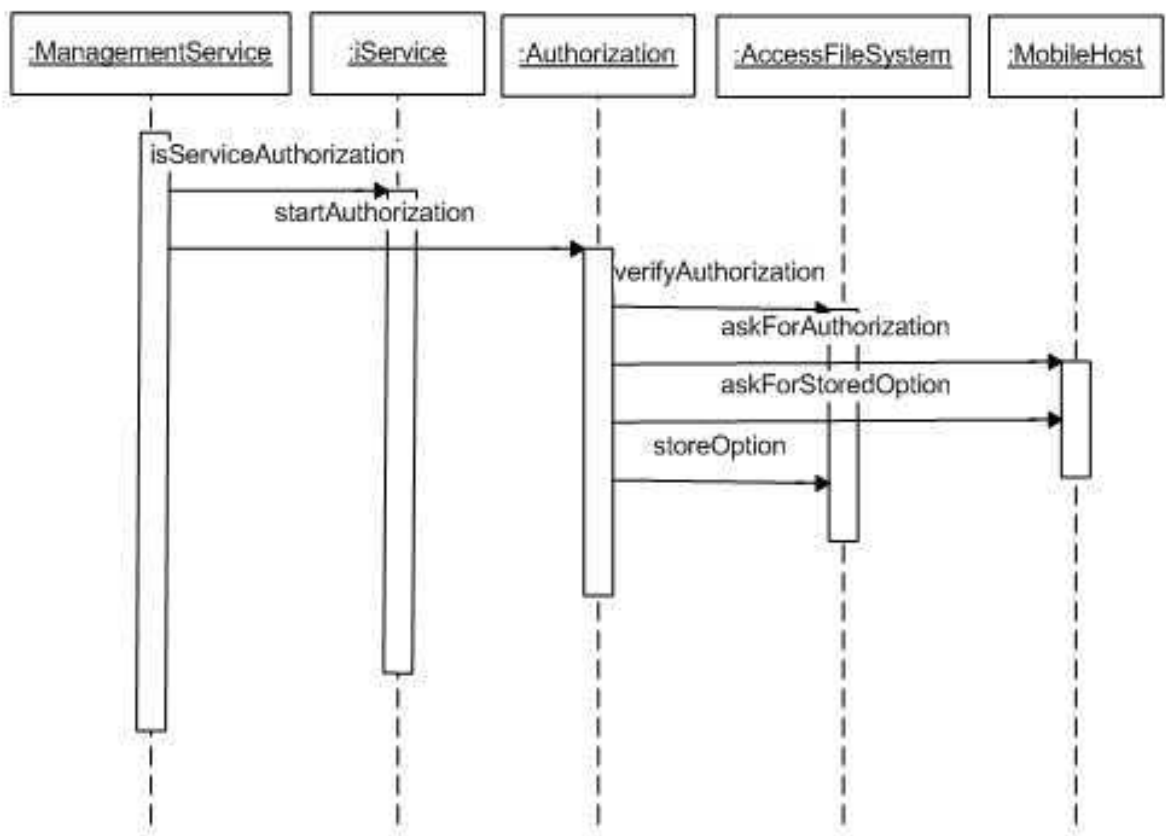 :ManagementService
:iService
:Authorization
:AccessFileSystem
:MobileHost
isServiceAuthorization
startAuthorization
verifyAuthorization
askForAuthorization
askForStoredOption
storeOption